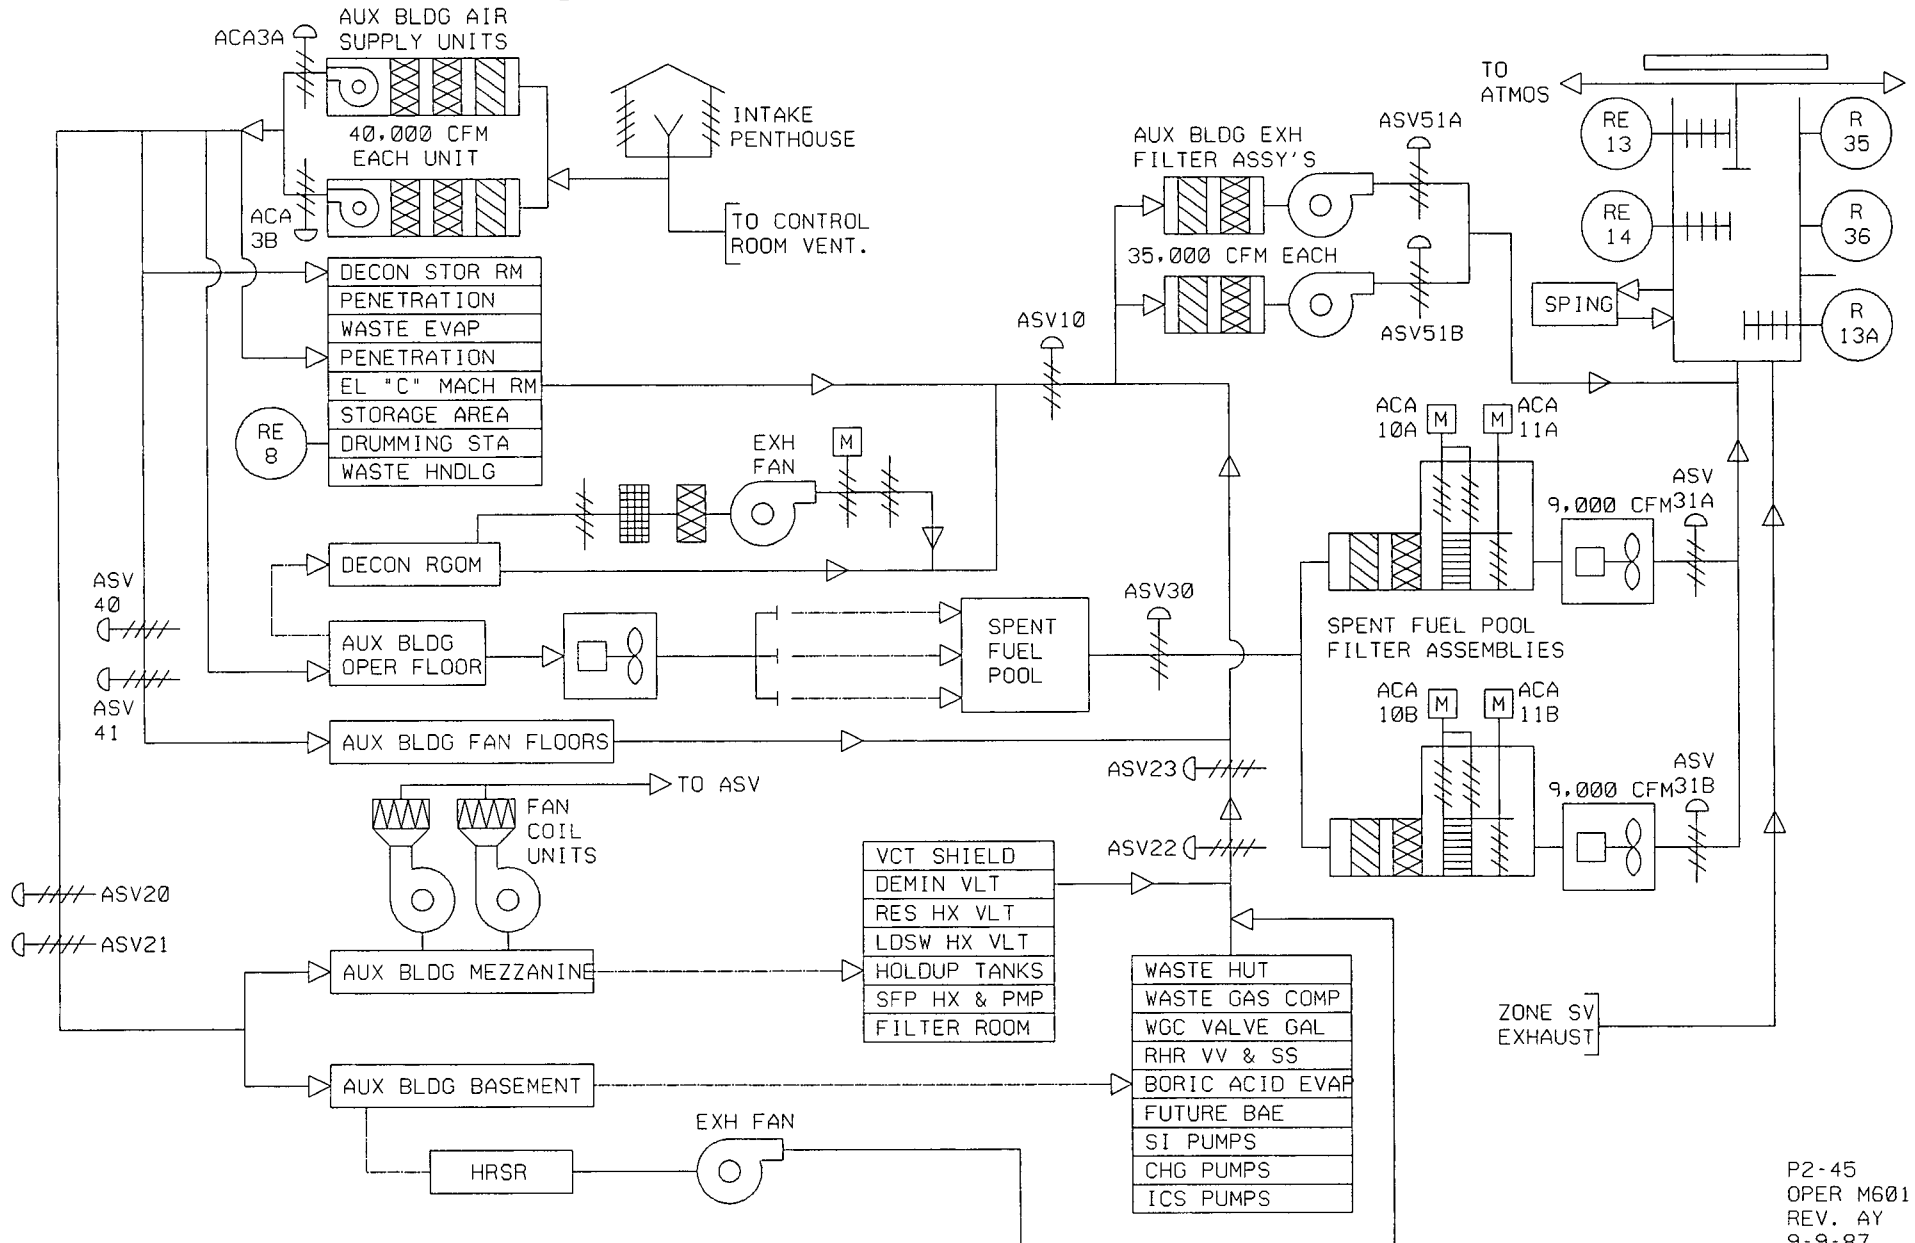 AUX BLDG AIR
SUPPLY UNITS
ACA3A
40,000 CFM
EACH UNIT
ACA
3B
INTAKE
PENTHOUSE
TO CONTROL
ROOM VENT.
AUX BLDG EXH
FILTER ASSY'S
ASV51A
35,000 CFM EACH
ASV51B
ASV10
TO
ATMOS
RE
13
R
35
RE
14
R
36
SPING
R
13A
DECON STOR RM
PENETRATION
WASTE EVAP
PENETRATION
EL "C" MACH RM
STORAGE AREA
DRUMMING STA
WASTE HNDLG
RE
8
EXH
FAN
M
DECON RGOM
ASV
40
ASV
41
AUX BLDG
OPER FLOOR
SPENT
FUEL
POOL
ASV30
ACA
10A
M
M
ACA
11A
9,000 CFM
ASV
31A
SPENT FUEL POOL
FILTER ASSEMBLIES
ACA
10B
M
M
ACA
11B
9,000 CFM
ASV
31B
AUX BLDG FAN FLOORS
TO ASV
FAN
COIL
UNITS
ASV23
ASV22
ASV20
ASV21
AUX BLDG MEZZANINE
VCT SHIELD
DEMIN VLT
RES HX VLT
LDSW HX VLT
HOLDUP TANKS
SFP HX & PMP
FILTER ROOM
WASTE HUT
WASTE GAS COMP
WGC VALVE GAL
RHR VV & SS
BORIC ACID EVAP
FUTURE BAE
SI PUMPS
CHG PUMPS
ICS PUMPS
ZONE SV
EXHAUST
AUX BLDG BASEMENT
HRSR
EXH FAN
P2-45
OPER M601
REV. AY
9-9-87